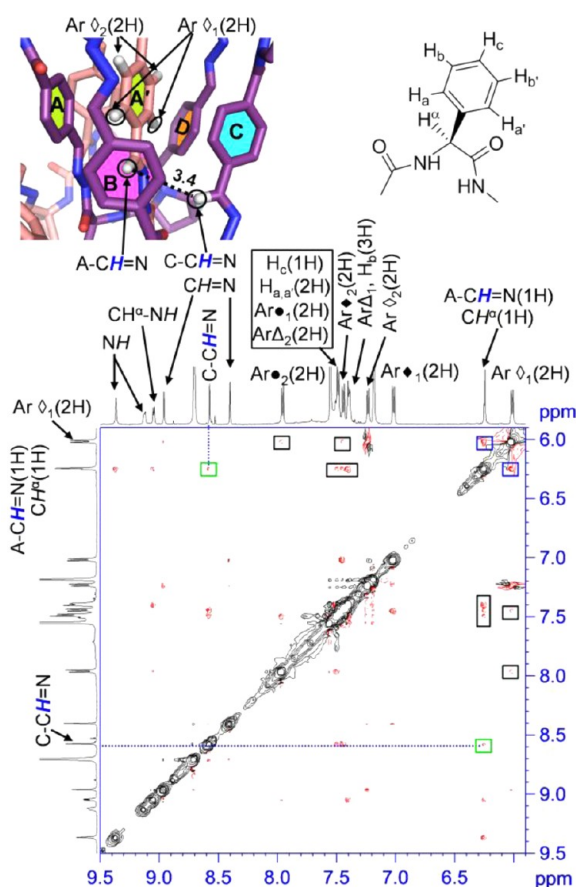 Ar ◊₂(2H)
Ar ◊₁(2H)
A
A'
D
C
B
3.4
A-CH=N
C-CH=N
CH=N
Hb
Hc
Hb'
Ha
Ha'
Hα
O
NH
O
HN
Hc(1H)
Ha,a'(2H)
Ar●₁(2H)
ArΔ₂(2H)
Ar♦₂(2H)
ArΔ₁, Hb(3H)
Ar ◊₂(2H)
A-CH=N(1H)
CHα(1H)
CHα-NH
NH
C-CH=N
Ar●₂(2H)
Ar♦₁(2H)
Ar ◊₁(2H)
ppm
Ar ◊₁(2H)
A-CH=N(1H)
CHα(1H)
C-CH=N
6.0
6.5
7.0
7.5
8.0
8.5
9.0
9.5
9.5 9.0 8.5 8.0 7.5 7.0 6.5 ppm